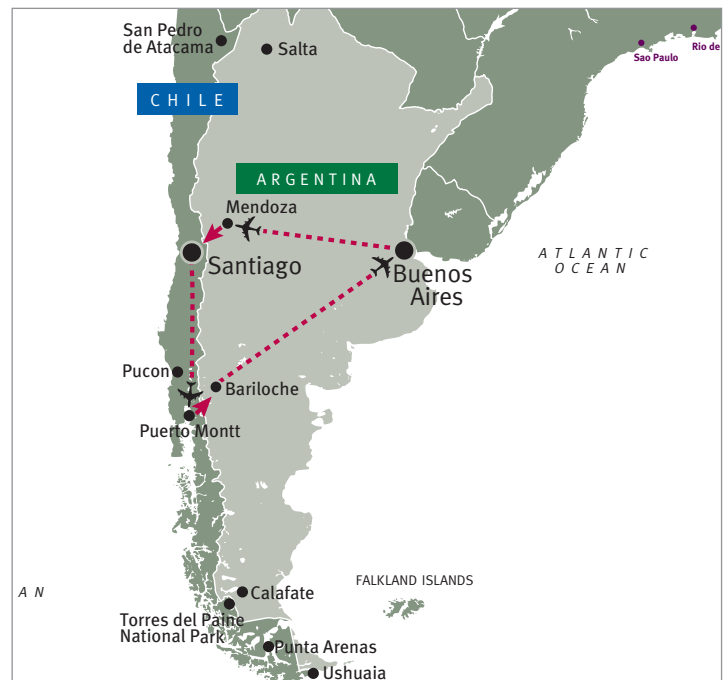 San Pedro
de Atacama
Salta
Sao Paulo
Rio de
CHILE
ARGENTINA
Mendoza
Santiago
Buenos
Aires
ATLANTIC
OCEAN
Pucon
Bariloche
Puerto Montt
AN
Calafate
FALKLAND ISLANDS
Torres del Paine
National Park
Punta Arenas
Ushuaia